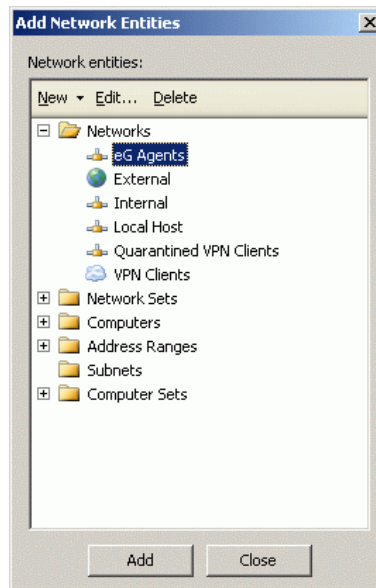 Add Network Entities
Network entities:
New Edit... Delete
Networks
eG Agents
External
Internal
Local Host
Quarantined VPN Clients
VPN Clients
Network Sets
Computers
Address Ranges
Subnets
Computer Sets
Add Close